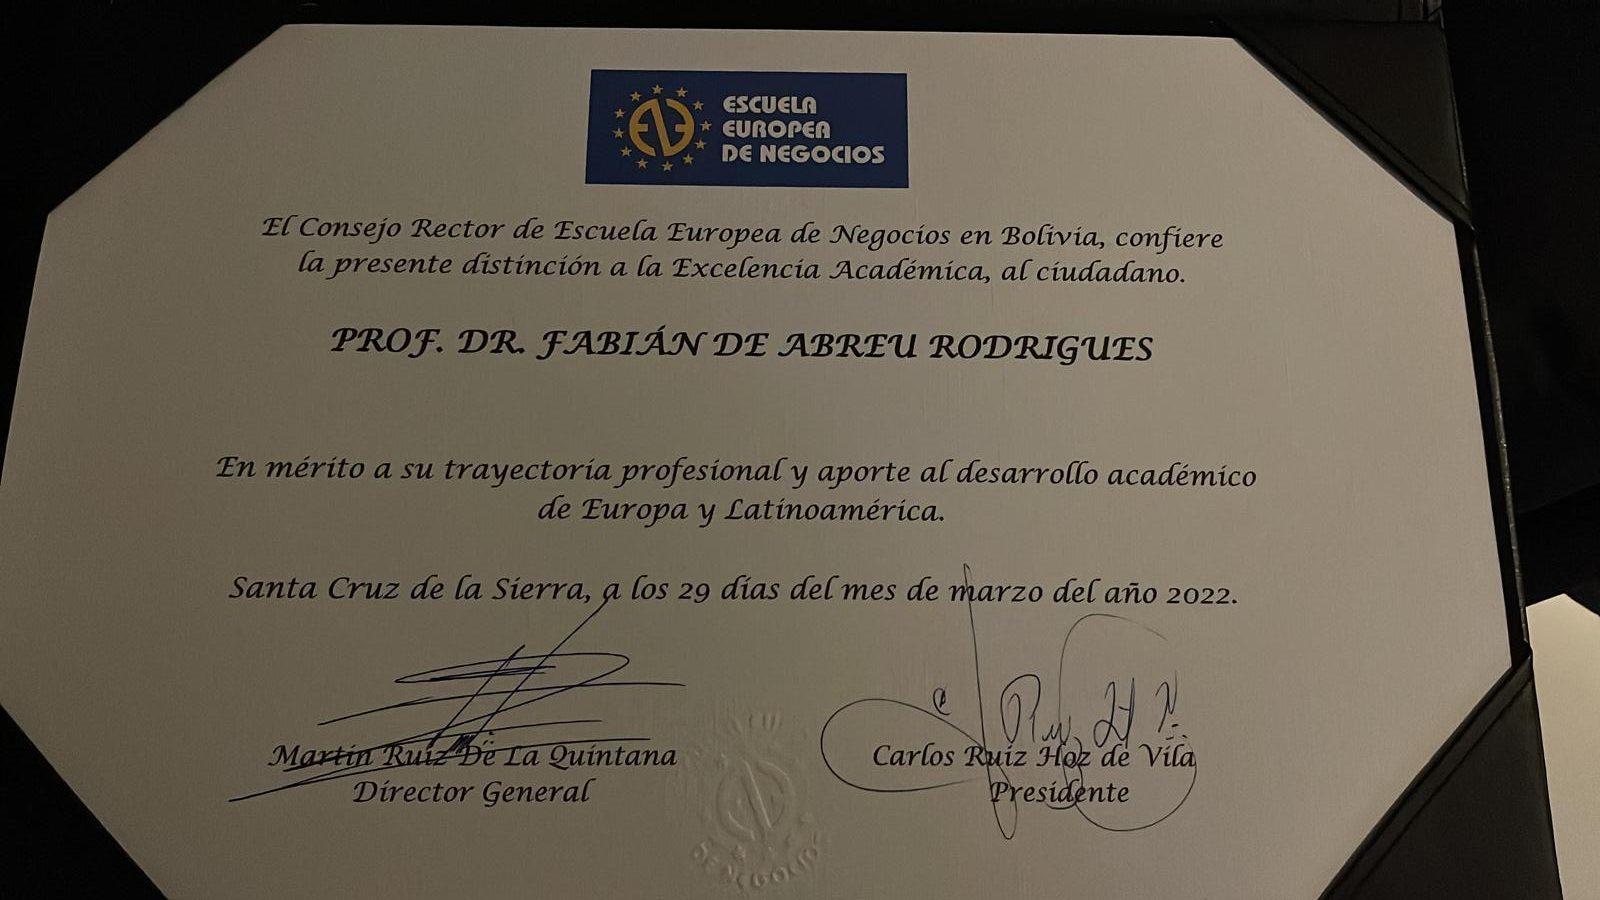 ESCUELA
EUROPEA
DE NEGOCIOS
El Consejo Rector de Escuela Europea de Negocios en Bolivia, confiere
la presente distinción a la Excelencia Académica, al ciudadano.
PROF. DR. FABIÁN DE ABREU RODRIGUES
En mérito a su trayectoria profesional y aporte al desarrollo académico
de Europa y Latinoamérica.
Santa Cruz de la Sierra, a los 29 días del mes de marzo del año 2022.
Martin Ruiz De La Quintana
Director General
Carlos Ruiz Hoz de Vila
Presidente
DE NEGOCIOS